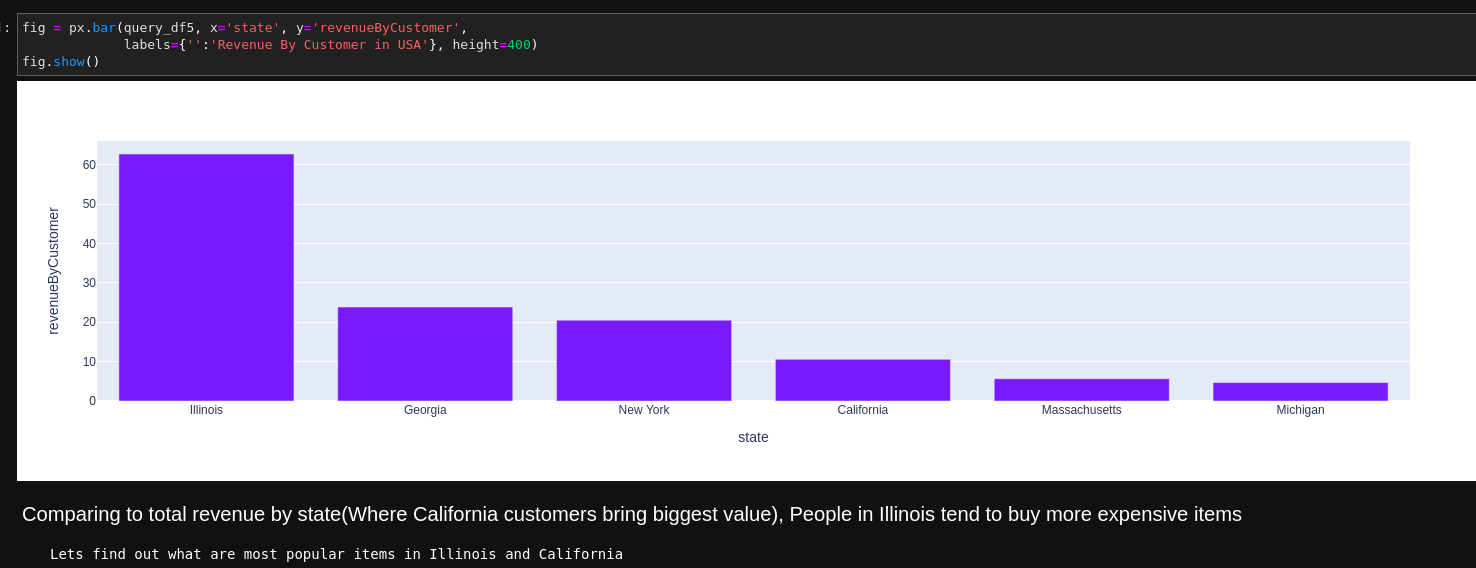 : fig = px.bar(query_df5, x='state', y='revenueByCustomer',
labels={'':'Revenue By Customer in USA'}, height=400)
fig.show()
60
50
40
30
20
10
0
revenueByCustomer
Illinois Georgia New York California Massachusetts Michigan
state
Comparing to total revenue by state(Where California customers bring biggest value), People in Illinois tend to buy more expensive items
Lets find out what are most popular items in Illinois and California